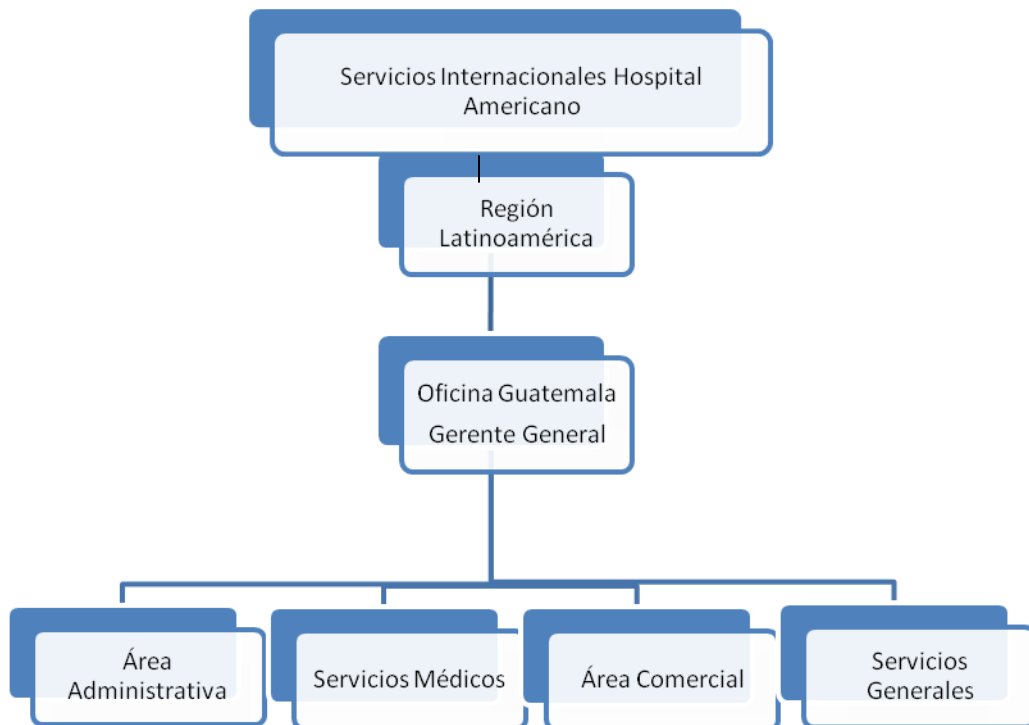 Servicios Internacionales Hospital
Americano
Región
Latinoamérica
Oficina Guatemala
Gerente General
Área
Administrativa
Servicios Médicos
Área Comercial
Servicios
Generales